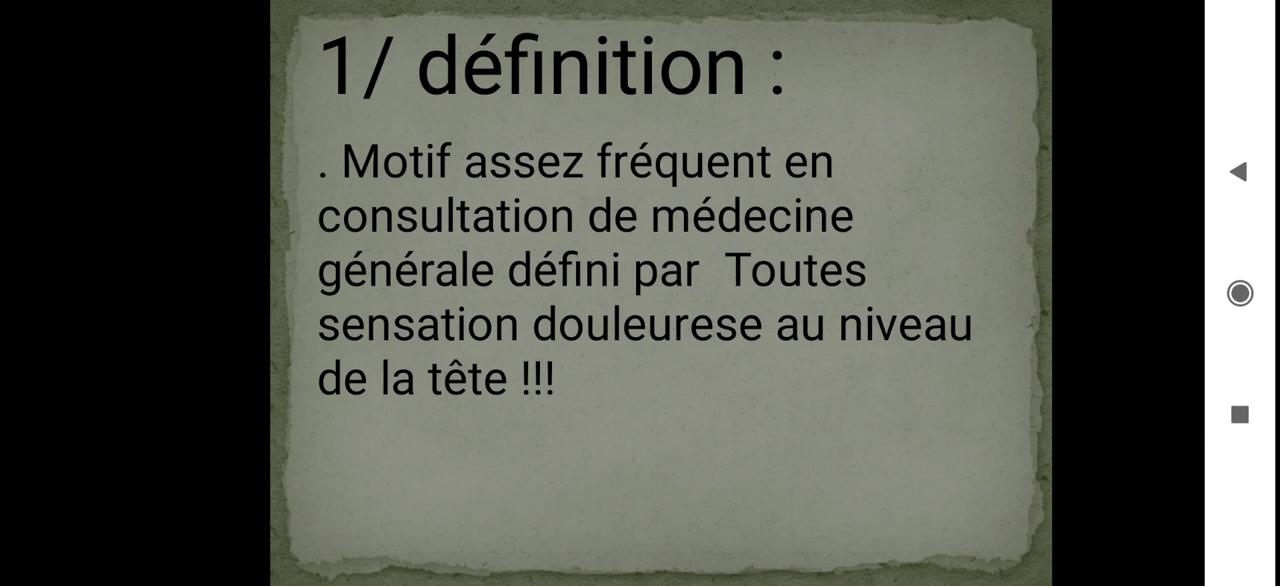 1/ définition :
. Motif assez fréquent en
consultation de médecine
générale défini par  Toutes
sensation douleurese au niveau
de la tête !!!